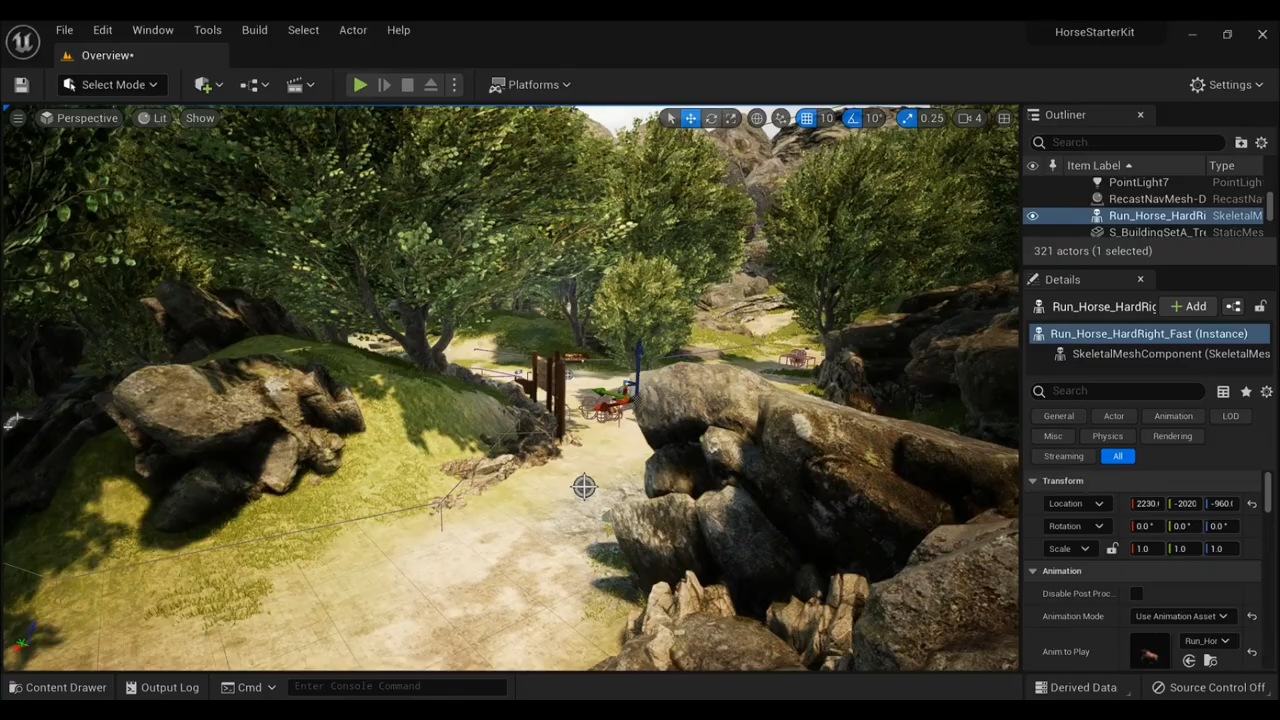 File Edit Window Tools Build Select Actor Help
HorseStarterKit
Overview•
Select Mode
Platforms
Settings
Perspective Lit Show
10 10° 0.25 4
Outliner
Search...
Item Label Type
PointLight7 PointLigh
RecastNavMesh-D RecastNa
Run_Horse_HardRi SkeletalM
S_BuildingSetA_Tre StaticMes
321 actors (1 selected)
Details
Run_Horse_HardRig Add
Run_Horse_HardRight_Fast (Instance)
SkeletalMeshComponent (SkeletalMes
Search
General Actor Animation LOD
Misc Physics Rendering
Streaming All
Transform
Location 2230. -2020 -960.
Rotation 0.0° 0.0° 0.0°
Scale 1.0 1.0 1.0
Animation
Disable Post Proc...
Animation Mode Use Animation Asset
Anim to Play Run_Hor
Content Drawer Output Log Cmd Enter Console Command Derived Data Source Control Off